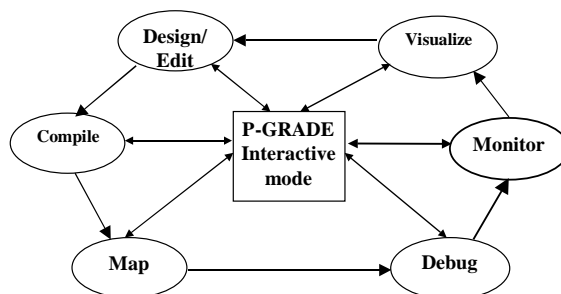 Design/
Edit
Visualize
Compile
P-GRADE
Interactive
mode
Monitor
Map
Debug